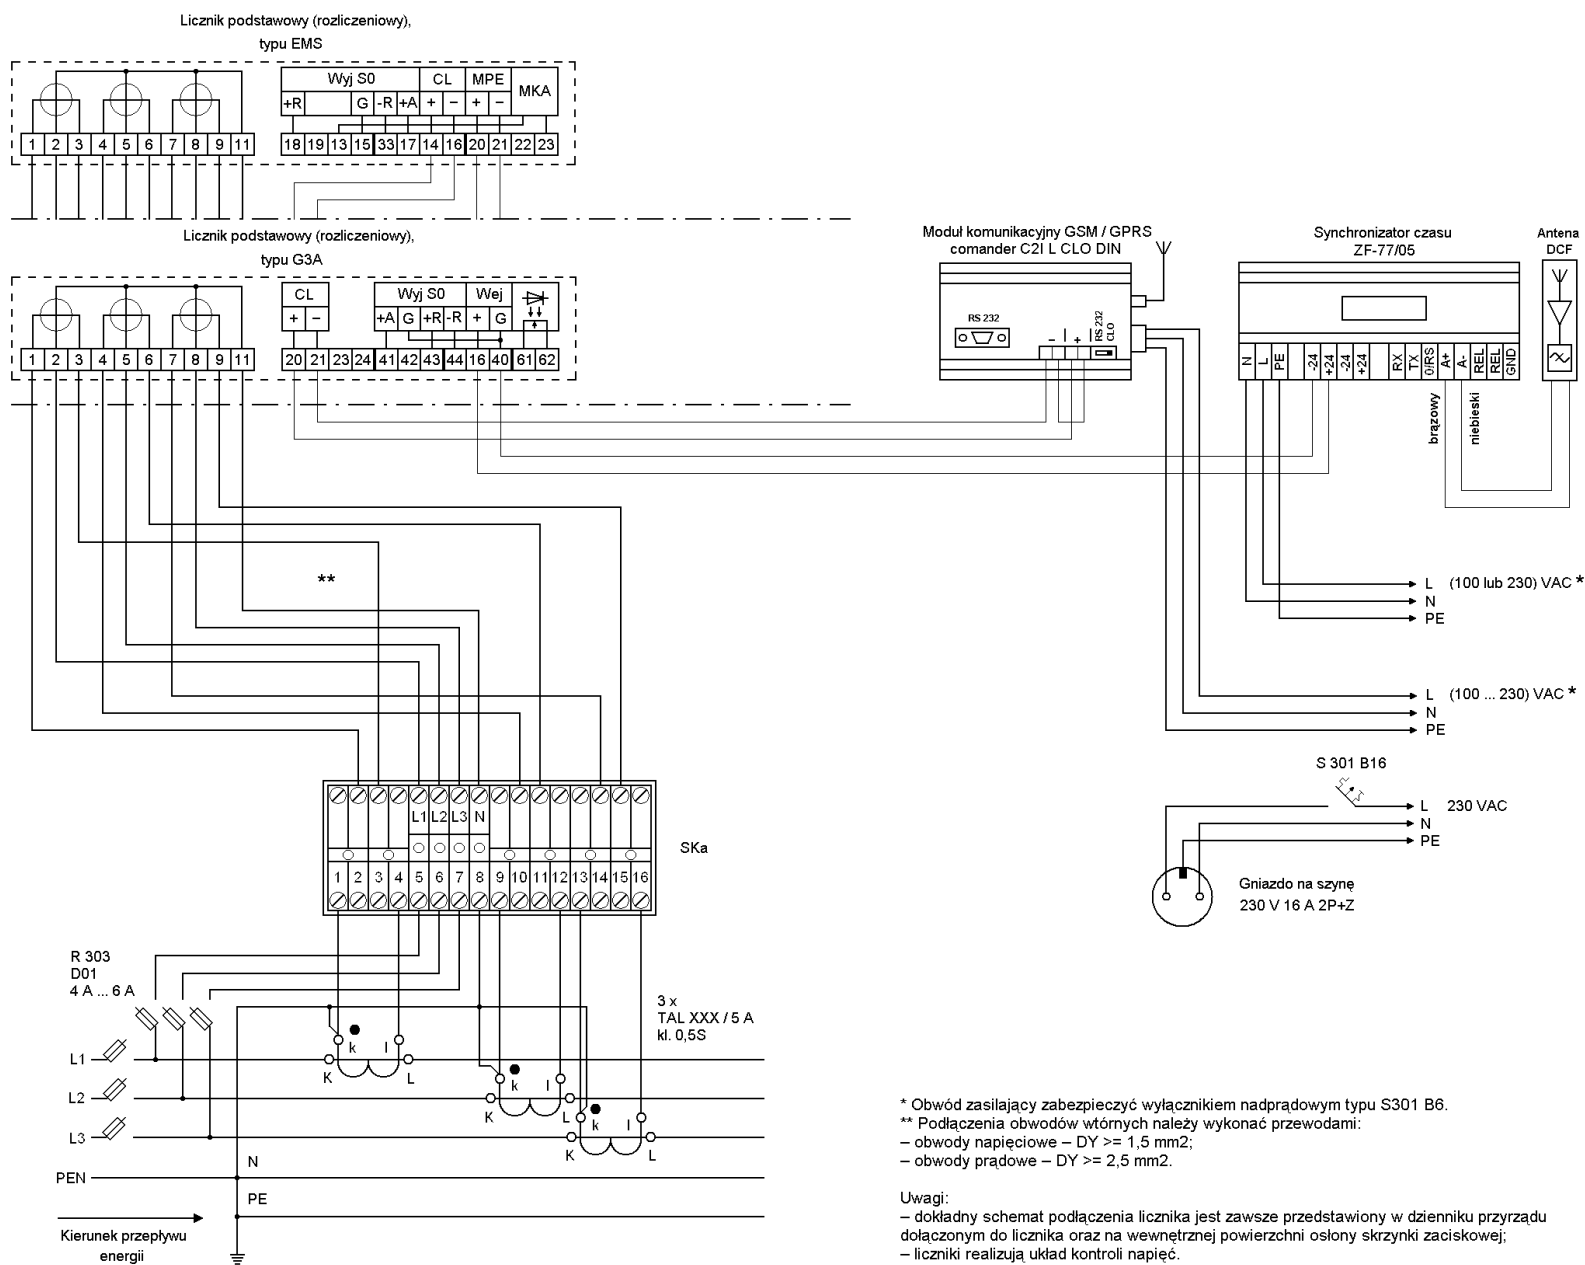 Licznik podstawowy (rozliczeniowy),
typu EMS
Wyj S0 CL MPE MKA
+R G -R +A + – + –
1 2 3 4 5 6 7 8 9 11
18 19 13 15 33 17 14 16 20 21 22 23
Licznik podstawowy (rozliczeniowy),
typu G3A
CL Wyj S0 Wej
+ – +A G +R -R + G
1 2 3 4 5 6 7 8 9 11
20 21 23 24 41 42 43 44 16 40 61 62
Moduł komunikacyjny GSM / GPRS
comander C2I L CLO DIN
RS 232
– +
RS 232
CLO
Synchronizator czasu
ZF-77/05
N L PE -24 +24 -24 +24 RX TX 0/RS A+ A- REL REL GND
Antena
DCF
brązowy
niebieski
**
L (100 lub 230) VAC *
N
PE
L (100 ... 230) VAC *
N
PE
S 301 B16
L 230 VAC
N
PE
Gniazdo na szynę
230 V 16 A 2P+Z
L1 L2 L3 N
SKa
1 2 3 4 5 6 7 8 9 10 11 12 13 14 15 16
R 303
D01
4 A ... 6 A
3 x
TAL XXX / 5 A
kl. 0,5S
k l
L1
K L
k l
L2
K L
k l
L3
K L
N
PEN
PE
Kierunek przepływu
energii
* Obwód zasilający zabezpieczyć wyłącznikiem nadprądowym typu S301 B6.
** Podłączenia obwodów wtórnych należy wykonać przewodami:
– obwody napięciowe – DY >= 1,5 mm2;
– obwody prądowe – DY >= 2,5 mm2.
Uwagi:
– dokładny schemat podłączenia licznika jest zawsze przedstawiony w dzienniku przyrządu
dołączonym do licznika oraz na wewnętrznej powierzchni osłony skrzynki zaciskowej;
– liczniki realizują układ kontroli napięć.